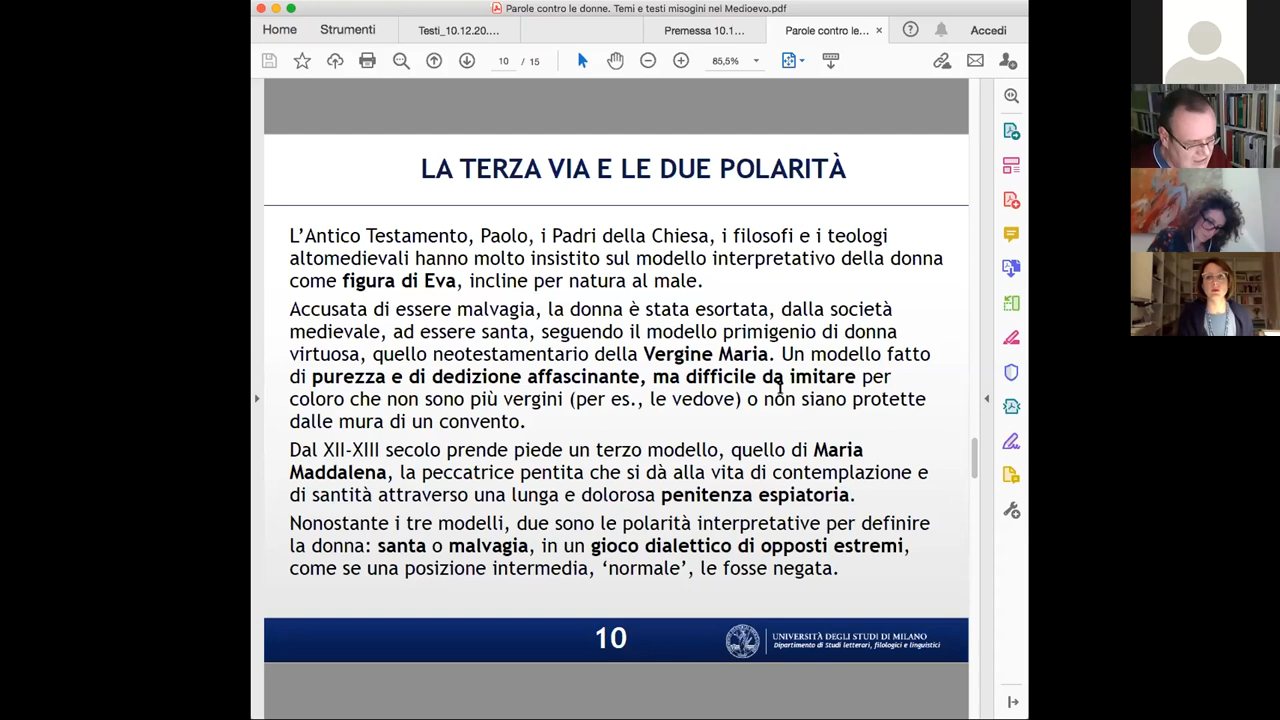 Parole contro le donne. Temi e testi misogini nel Medioevo.pdf
Home Strumenti Testi_10.12.20.... Premessa 10.1... Parole contro le... × Accedi
10 / 15 85,5%
LA TERZA VIA E LE DUE POLARITÀ
L’Antico Testamento, Paolo, i Padri della Chiesa, i filosofi e i teologi
altomedievali hanno molto insistito sul modello interpretativo della donna
come figura di Eva, incline per natura al male.
Accusata di essere malvagia, la donna è stata esortata, dalla società
medievale, ad essere santa, seguendo il modello primigenio di donna
virtuosa, quello neotestamentario della Vergine Maria. Un modello fatto
di purezza e di dedizione affascinante, ma difficile da imitare per
coloro che non sono più vergini (per es., le vedove) o non siano protette
dalle mura di un convento.
Dal XII-XIII secolo prende piede un terzo modello, quello di Maria
Maddalena, la peccatrice pentita che si dà alla vita di contemplazione e
di santità attraverso una lunga e dolorosa penitenza espiatoria.
Nonostante i tre modelli, due sono le polarità interpretative per definire
la donna: santa o malvagia, in un gioco dialettico di opposti estremi,
come se una posizione intermedia, ‘normale’, le fosse negata.
10
UNIVERSITÀ DEGLI STUDI DI MILANO
Dipartimento di Studi letterari, filologici e linguistici